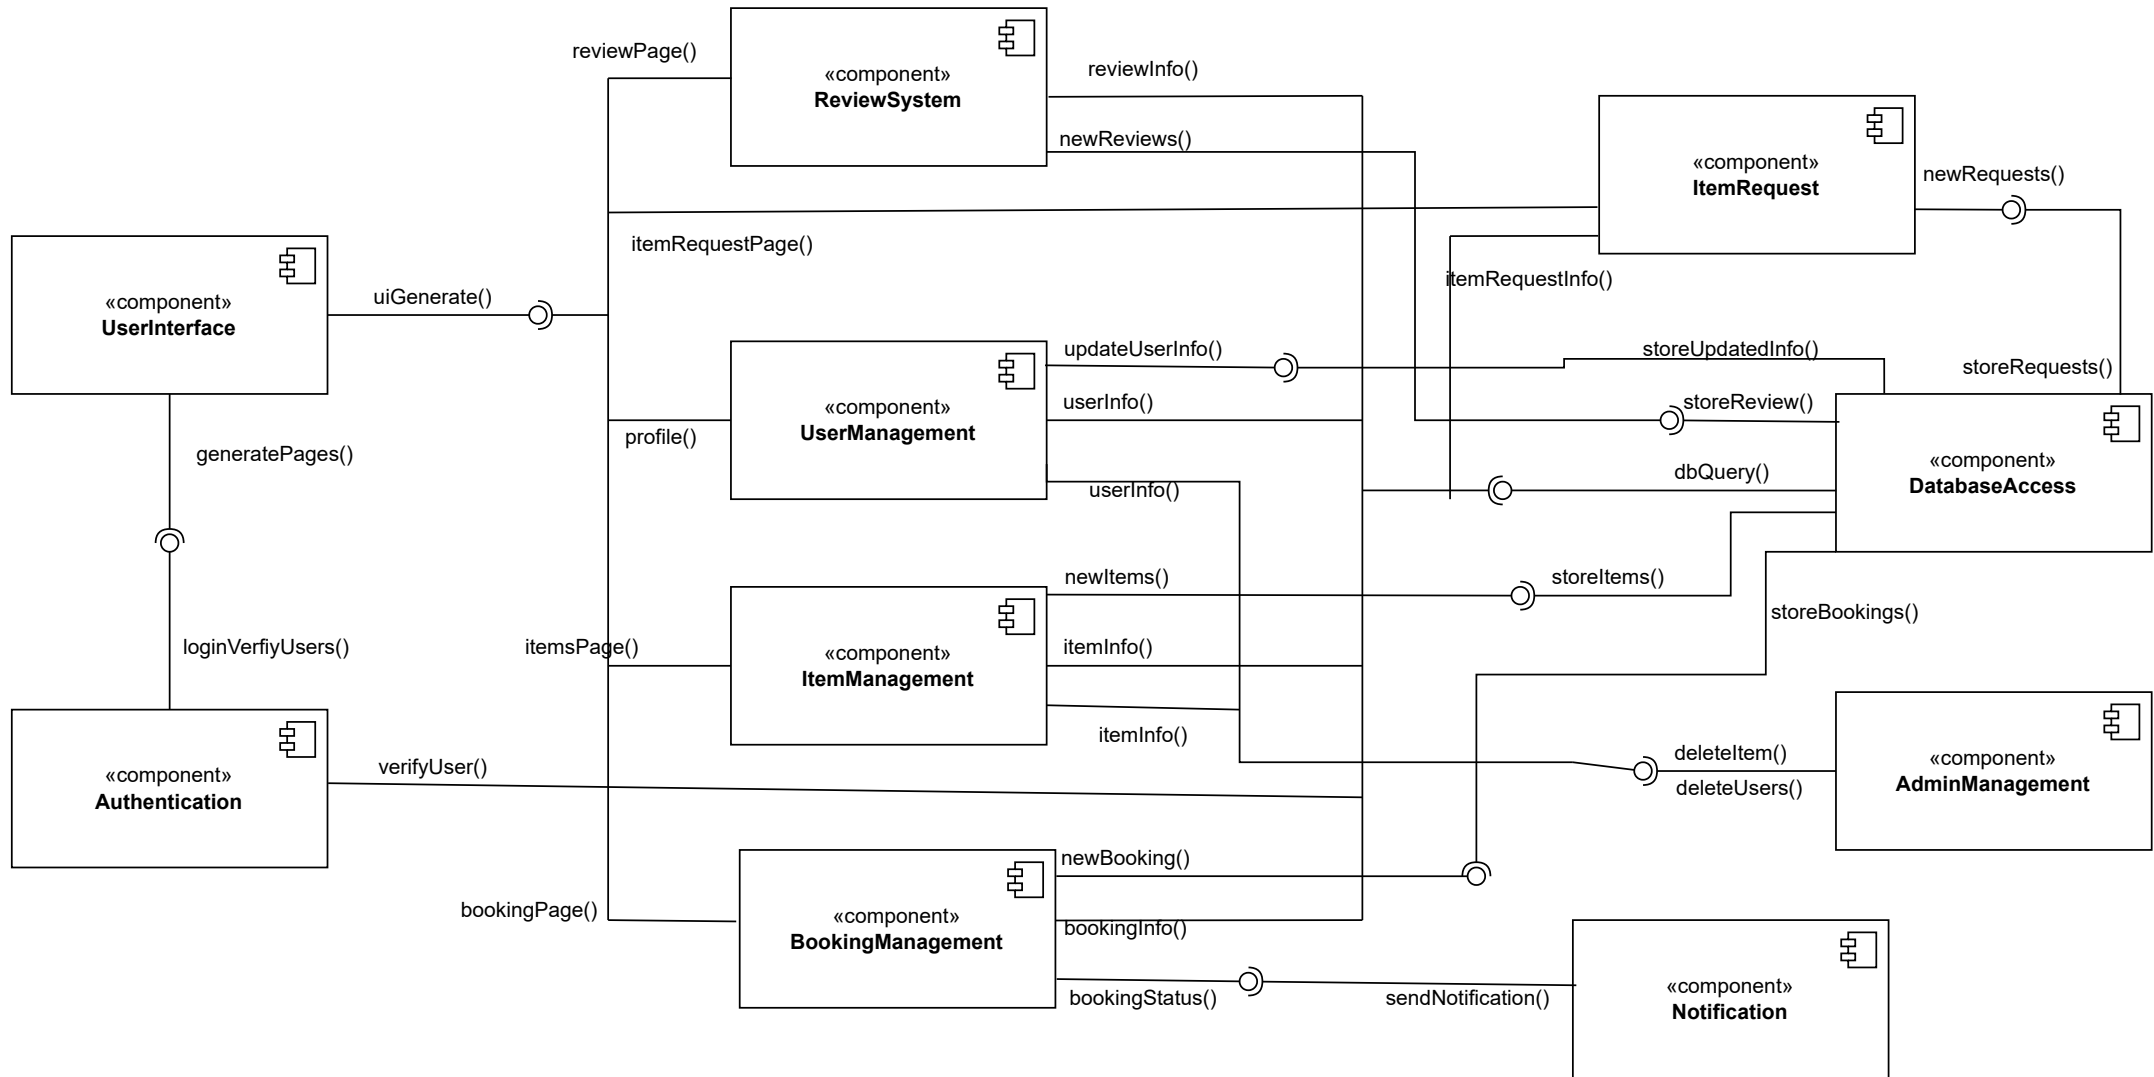 reviewPage()
«component»
ReviewSystem
reviewInfo()
newReviews()
«component»
ItemRequest
newRequests()
itemRequestPage()
itemRequestInfo()
«component»
UserInterface
uiGenerate()
generatePages()
«component»
UserManagement
profile()
updateUserInfo()
userInfo()
userInfo()
storeUpdatedInfo()
storeRequests()
storeReview()
dbQuery()
«component»
DatabaseAccess
loginVerfiyUsers()
itemsPage()
«component»
ItemManagement
newItems()
itemInfo()
itemInfo()
storeItems()
storeBookings()
«component»
Authentication
verifyUser()
deleteItem()
deleteUsers()
«component»
AdminManagement
bookingPage()
«component»
BookingManagement
newBooking()
bookingInfo()
bookingStatus()
sendNotification()
«component»
Notification